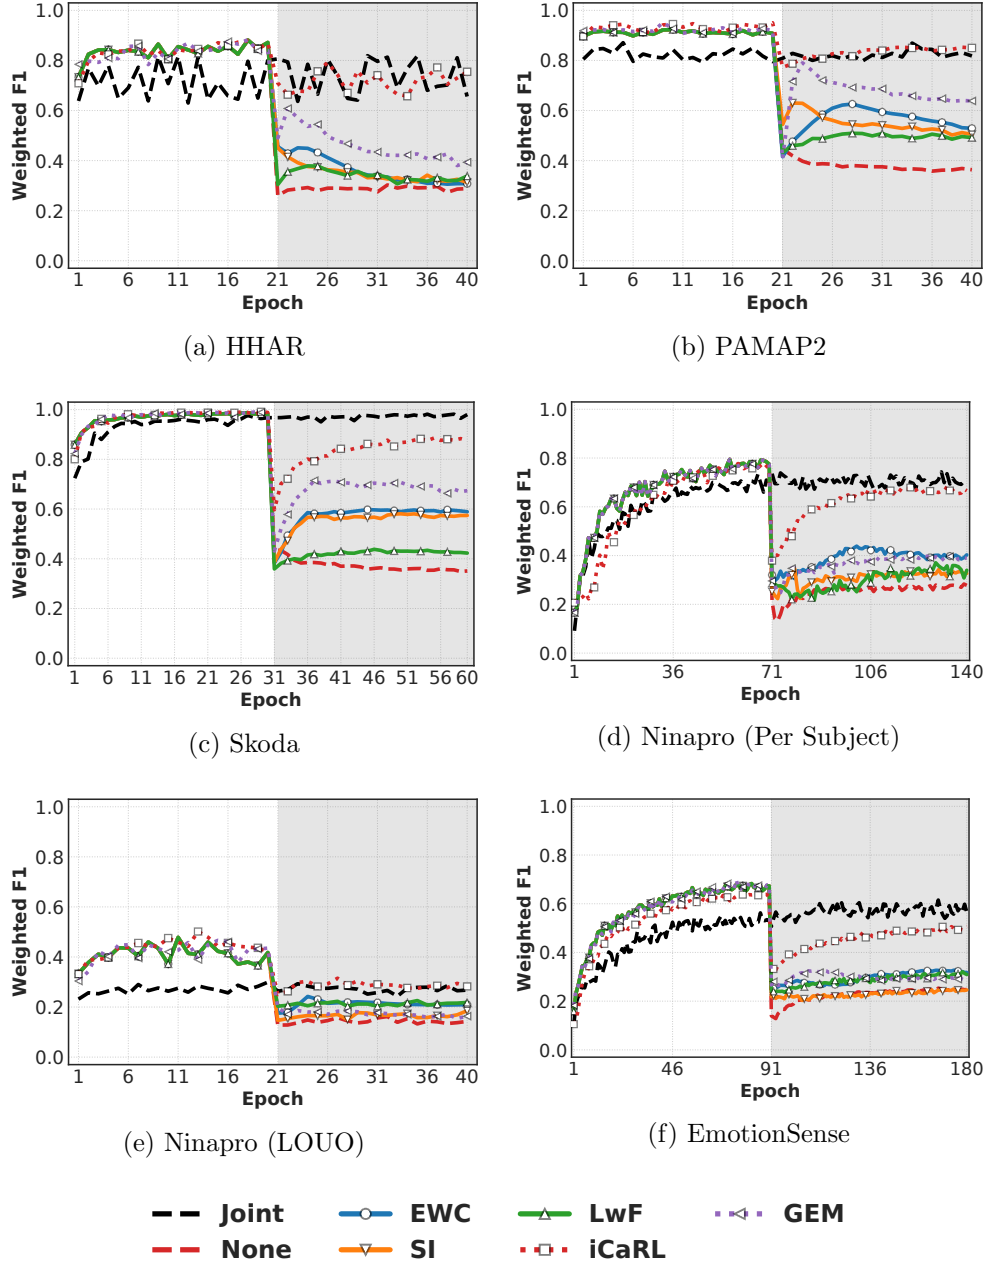 1.0
0.8
0.6
0.4
0.2
0.0
Weighted F1
1 6 11 16 21 26 31 36 40
Epoch
(a) HHAR
1.0
0.8
0.6
0.4
0.2
0.0
Weighted F1
1 6 11 16 21 26 31 36 40
Epoch
(b) PAMAP2
1.0
0.8
0.6
0.4
0.2
0.0
Weighted F1
1 6 11 16 21 26 31 36 41 46 51 56 60
Epoch
(c) Skoda
1.0
0.8
0.6
0.4
0.2
0.0
Weighted F1
1 36 71 106 140
Epoch
(d) Ninapro (Per Subject)
1.0
0.8
0.6
0.4
0.2
0.0
Weighted F1
1 6 11 16 21 26 31 36 40
Epoch
(e) Ninapro (LOUO)
1.0
0.8
0.6
0.4
0.2
0.0
Weighted F1
1 46 91 136 180
Epoch
(f) EmotionSense
Joint EWC LwF GEM
None SI iCaRL